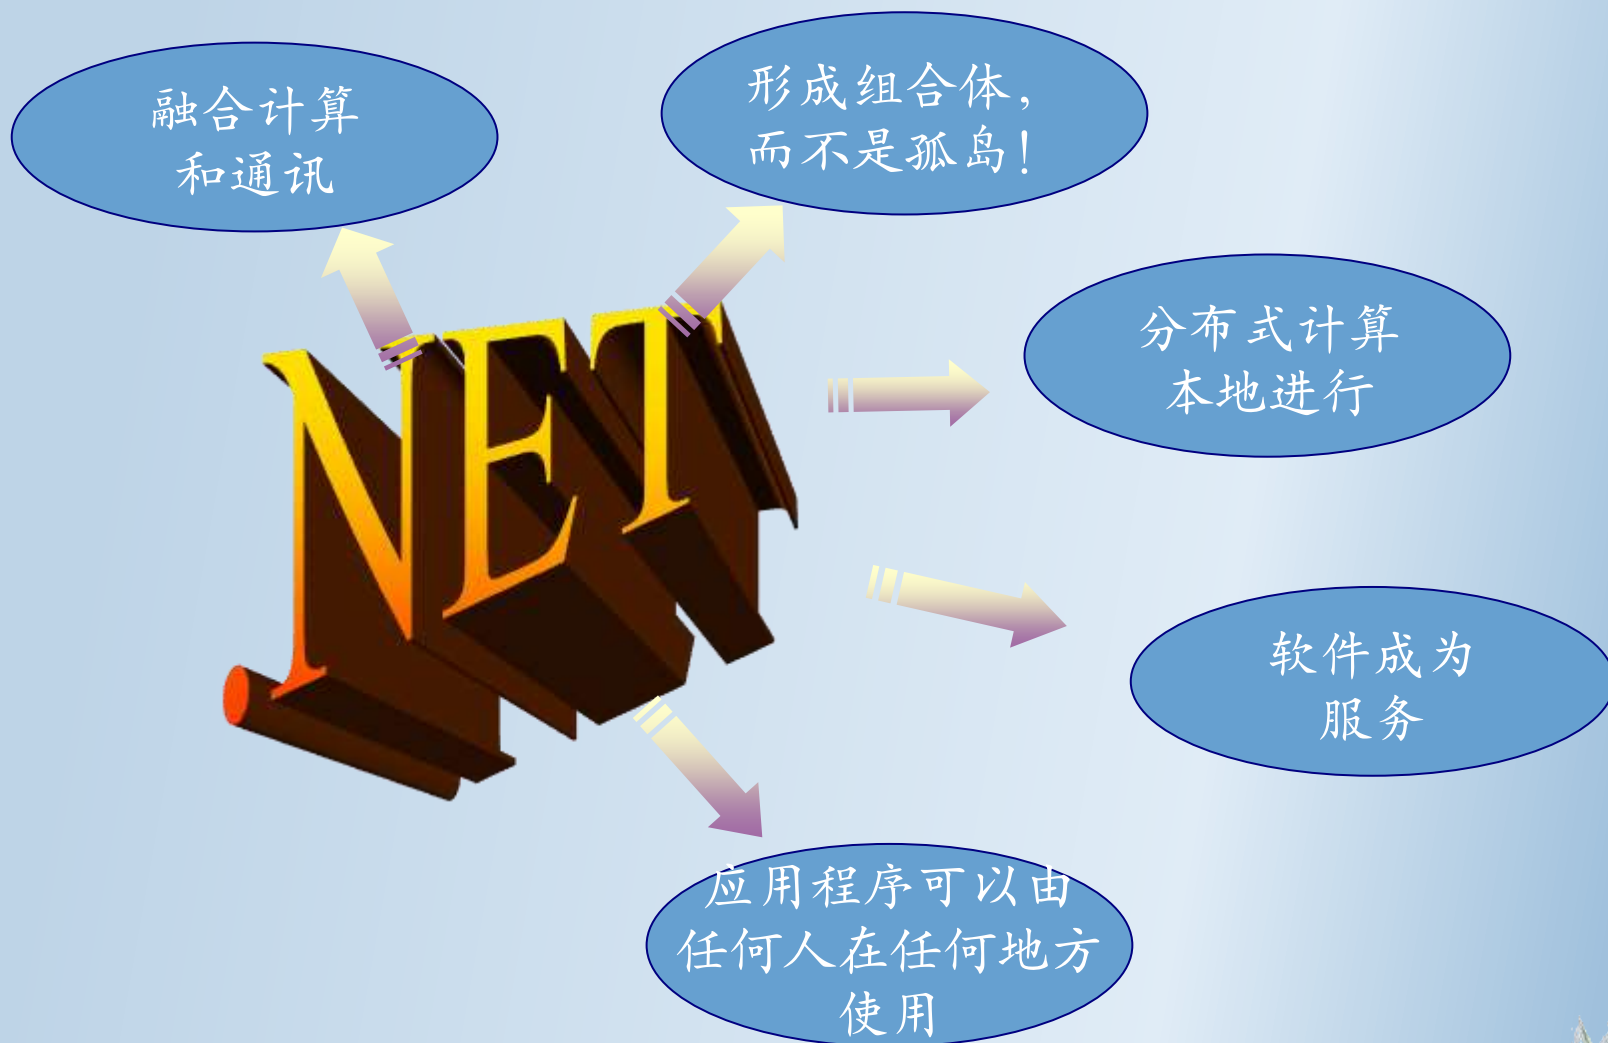 融合计算
和通讯
形成组合体，
而不是孤岛！
NET
分布式计算
本地进行
软件成为
服务
应用程序可以由
任何人在任何地方
使用